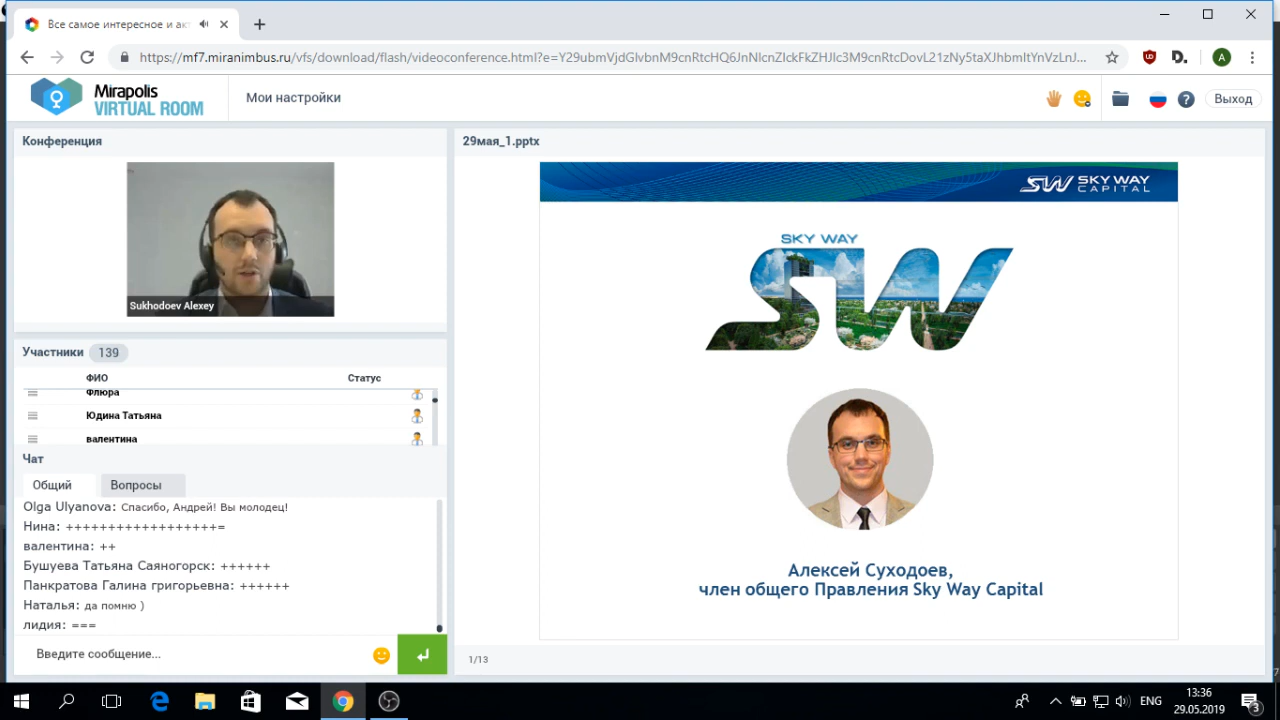 Все самое интересное и акт
https://mf7.miranimbus.ru/vfs/download/flash/videoconference.html?e=Y29ubmVjdGlvbnM9cnRtcHQ6JnNlcnZlckFkZHJlc3M9cnRtcDovL21zNy5taXJhbmltYnVzLnJ...
Mirapolis
VIRTUAL ROOM
Мои настройки
Выход
Конференция
Sukhodoev Alexey
Участники 139
ФИО Статус
Флюра
Юдина Татьяна
валентина
Чат
Общий Вопросы
Olga Ulyanova: Спасибо, Андрей! Вы молодец!
Нина: ++++++++++++++++++=
валентина: ++
Бушуева Татьяна Саяногорск: ++++++
Панкратова Галина григорьевна: ++++++
Наталья: да помню )
лидия: ===
Введите сообщение...
29мая_1.pptx
SW SKY WAY
CAPITAL
SKY WAY
SW
Алексей Суходоев,
член общего Правления Sky Way Capital
1/13
ENG
13:36
29.05.2019
3